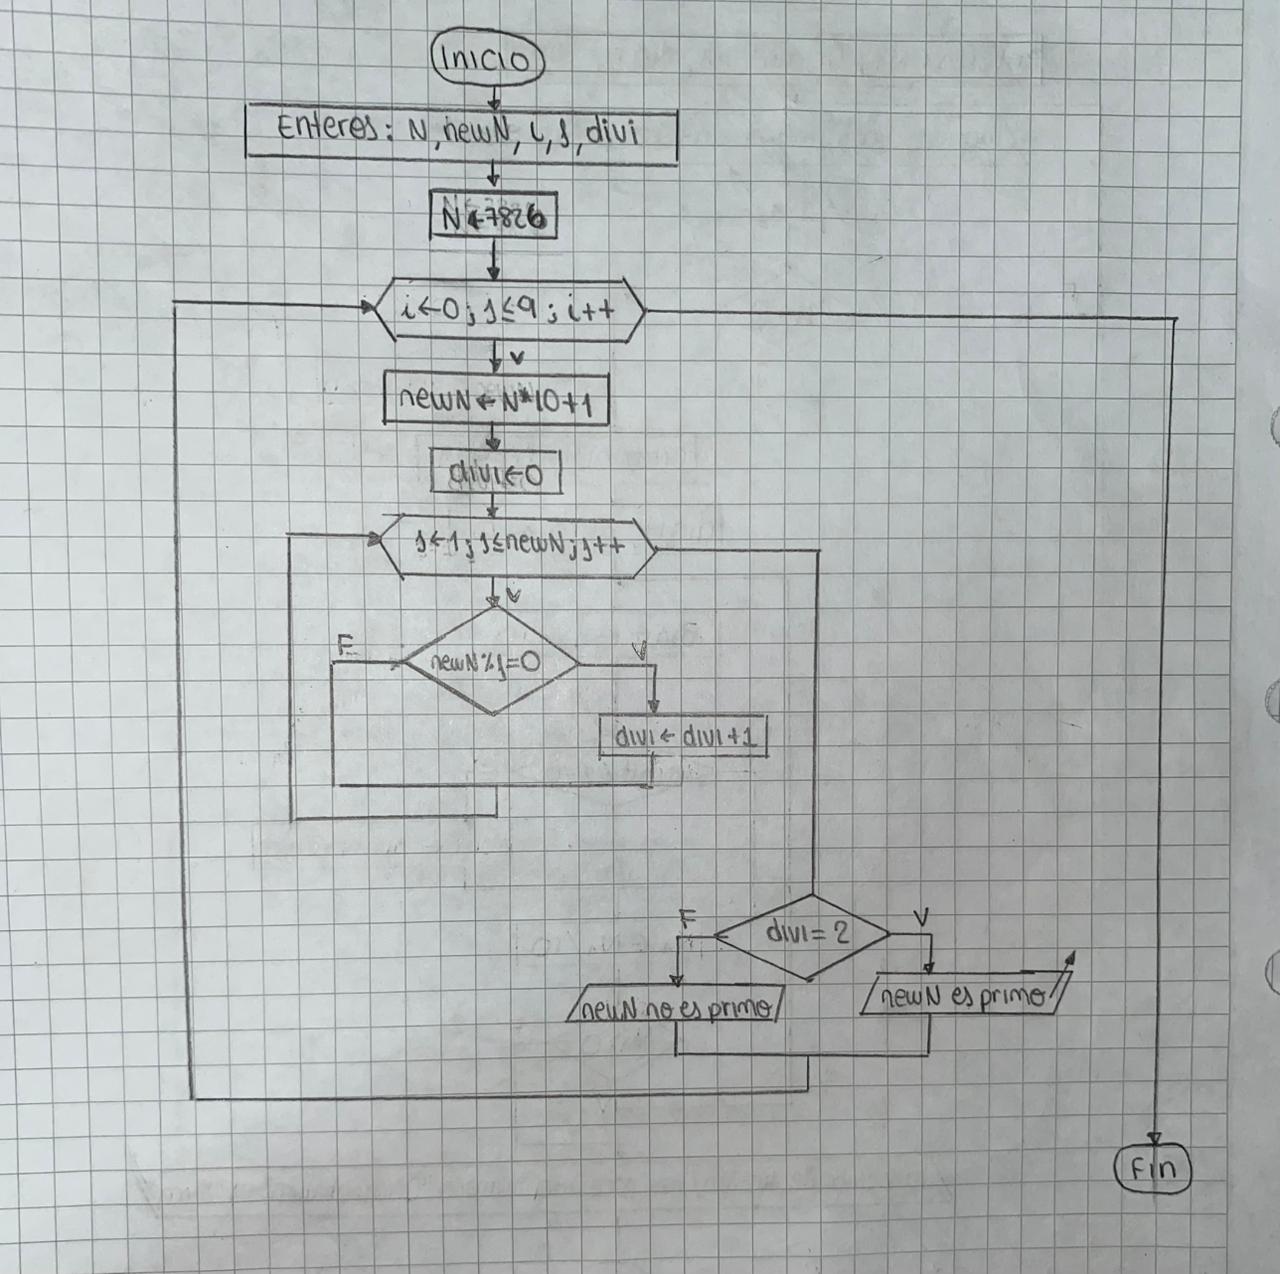 Inicio
Enteres: N, newN, i, j, divi
N←7826
i←0; j≤9; i++
V
newN ← N*10+1
divi←0
j←1; j≤newN; j++
V
F
V
newN%j=0
divi ← divi+1
F
V
divi= 2
newN no es primo
newN es primo
Fin